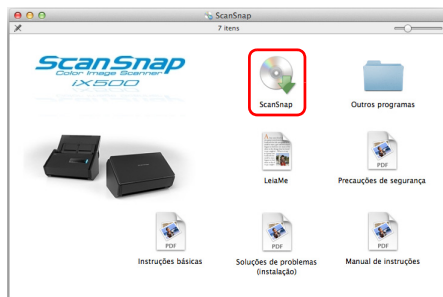 ScanSnap
7 itens
ScanSnap
Color Image Scanner
iX500
ScanSnap
Outros programas
LeiaMe
PDF
Precauções de segurança
PDF
Instruções básicas
PDF
Soluções de problemas
(instalação)
PDF
Manual de instruções